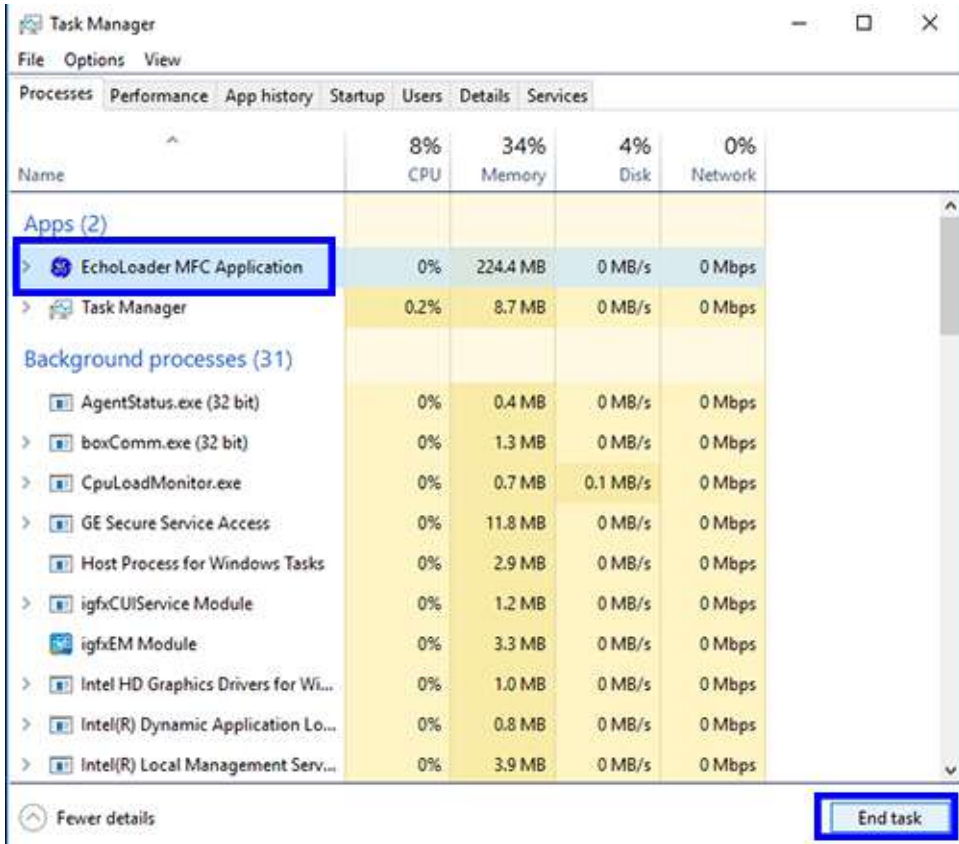 Task Manager
File Options View
Processes Performance App history Startup Users Details Services
8% 34% 4% 0%
Name CPU Memory Disk Network
Apps (2)
EchoLoader MFC Application 0% 224.4 MB 0 MB/s 0 Mbps
Task Manager 0.2% 8.7 MB 0 MB/s 0 Mbps
Background processes (31)
AgentStatus.exe (32 bit) 0% 0.4 MB 0 MB/s 0 Mbps
boxComm.exe (32 bit) 0% 1.3 MB 0 MB/s 0 Mbps
CpuLoadMonitor.exe 0% 0.7 MB 0.1 MB/s 0 Mbps
GE Secure Service Access 0% 11.8 MB 0 MB/s 0 Mbps
Host Process for Windows Tasks 0% 2.9 MB 0 MB/s 0 Mbps
igfxCUIService Module 0% 1.2 MB 0 MB/s 0 Mbps
igfxEM Module 0% 3.3 MB 0 MB/s 0 Mbps
Intel HD Graphics Drivers for Wi... 0% 1.0 MB 0 MB/s 0 Mbps
Intel(R) Dynamic Application Lo... 0% 0.8 MB 0 MB/s 0 Mbps
Intel(R) Local Management Serv... 0% 3.9 MB 0 MB/s 0 Mbps
Fewer details End task